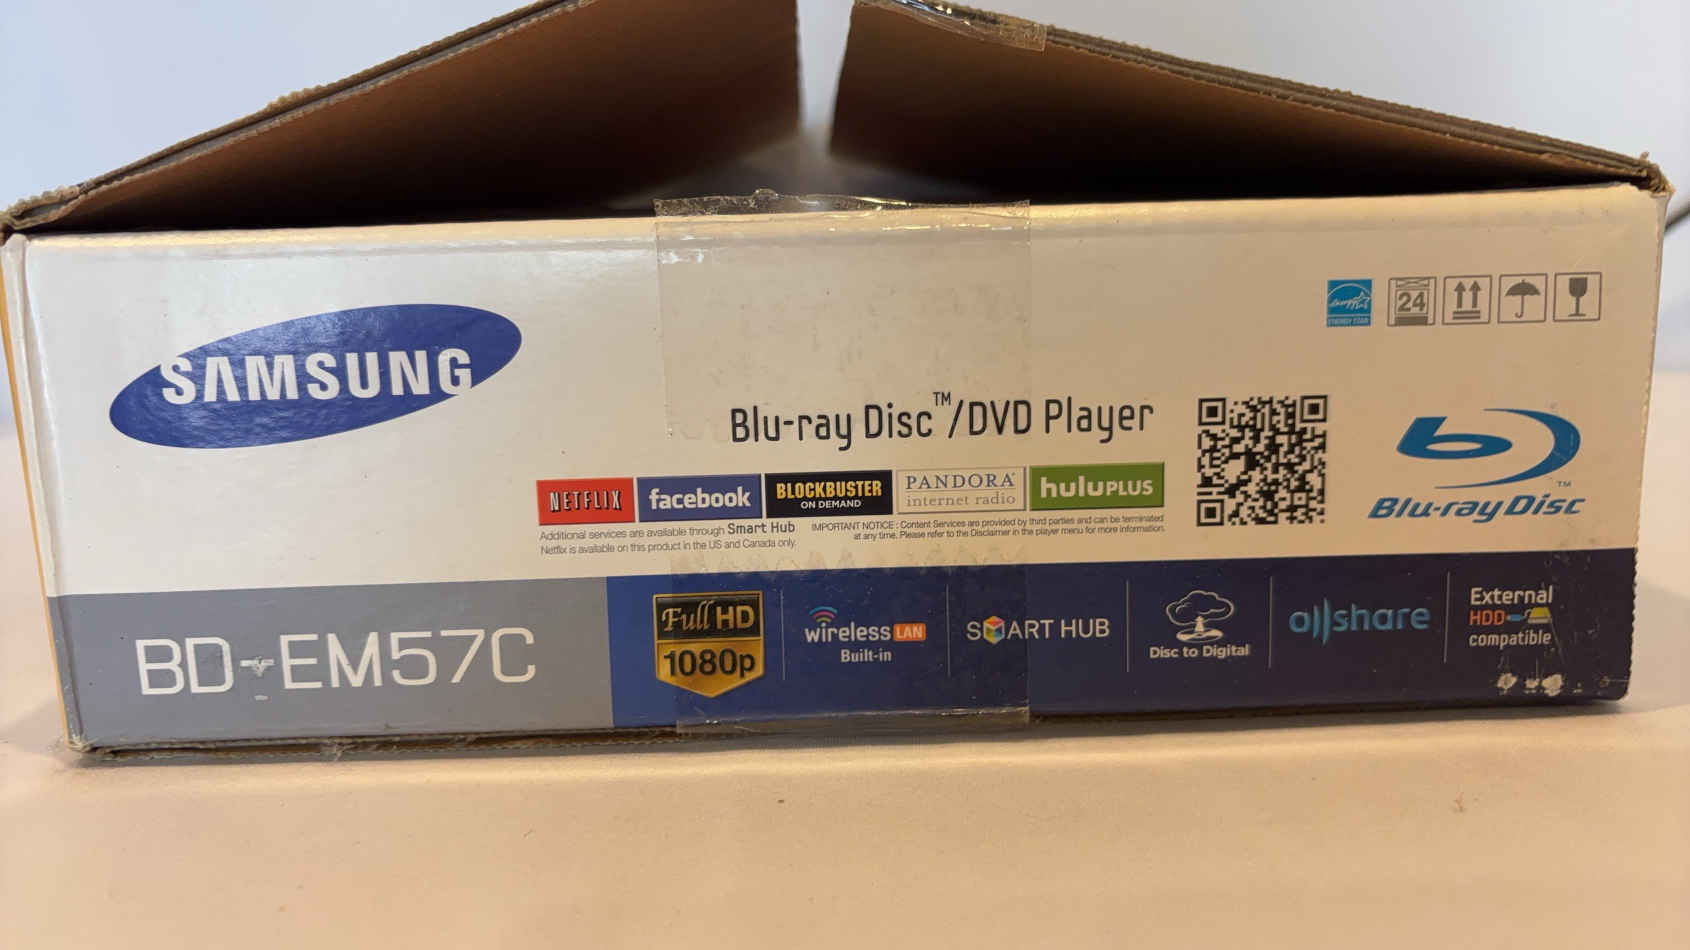 SAMSUNG
ENERGY STAR
24
Blu-ray Disc™/DVD Player
NETFLIX
facebook
BLOCKBUSTER
ON DEMAND
PANDORA®
internet radio
huluPLUS
Additional services are available through Smart Hub
Netflix is available on this product in the US and Canada only.
IMPORTANT NOTICE : Content Services are provided by third parties and can be terminated
at any time. Please refer to the Disclaimer in the player menu for more information.
Blu-ray Disc™
BD-EM57C
Full HD
1080p
wireless LAN
Built-in
SMART HUB
Disc to Digital
allshare
External
HDD
compatible